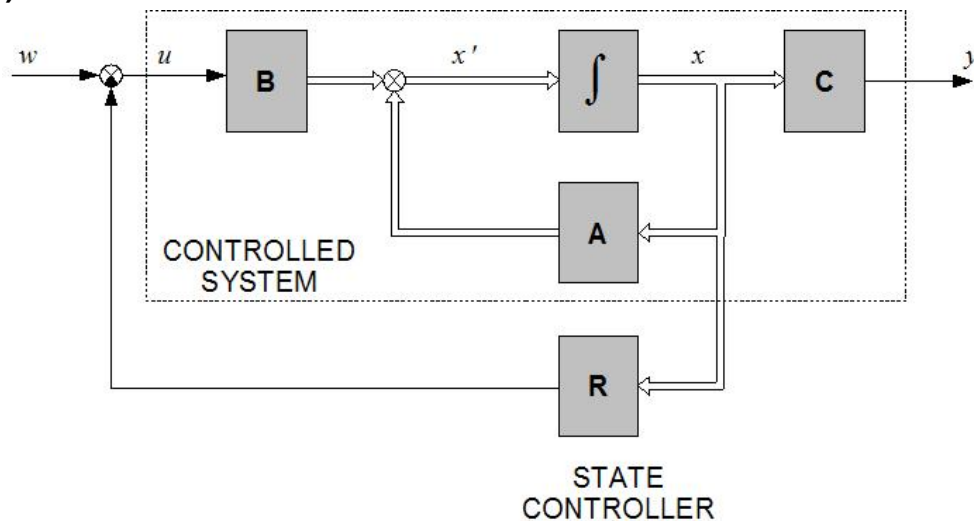 w
u
B
x'
∫
x
C
y
A
CONTROLLED
SYSTEM
R
STATE
CONTROLLER